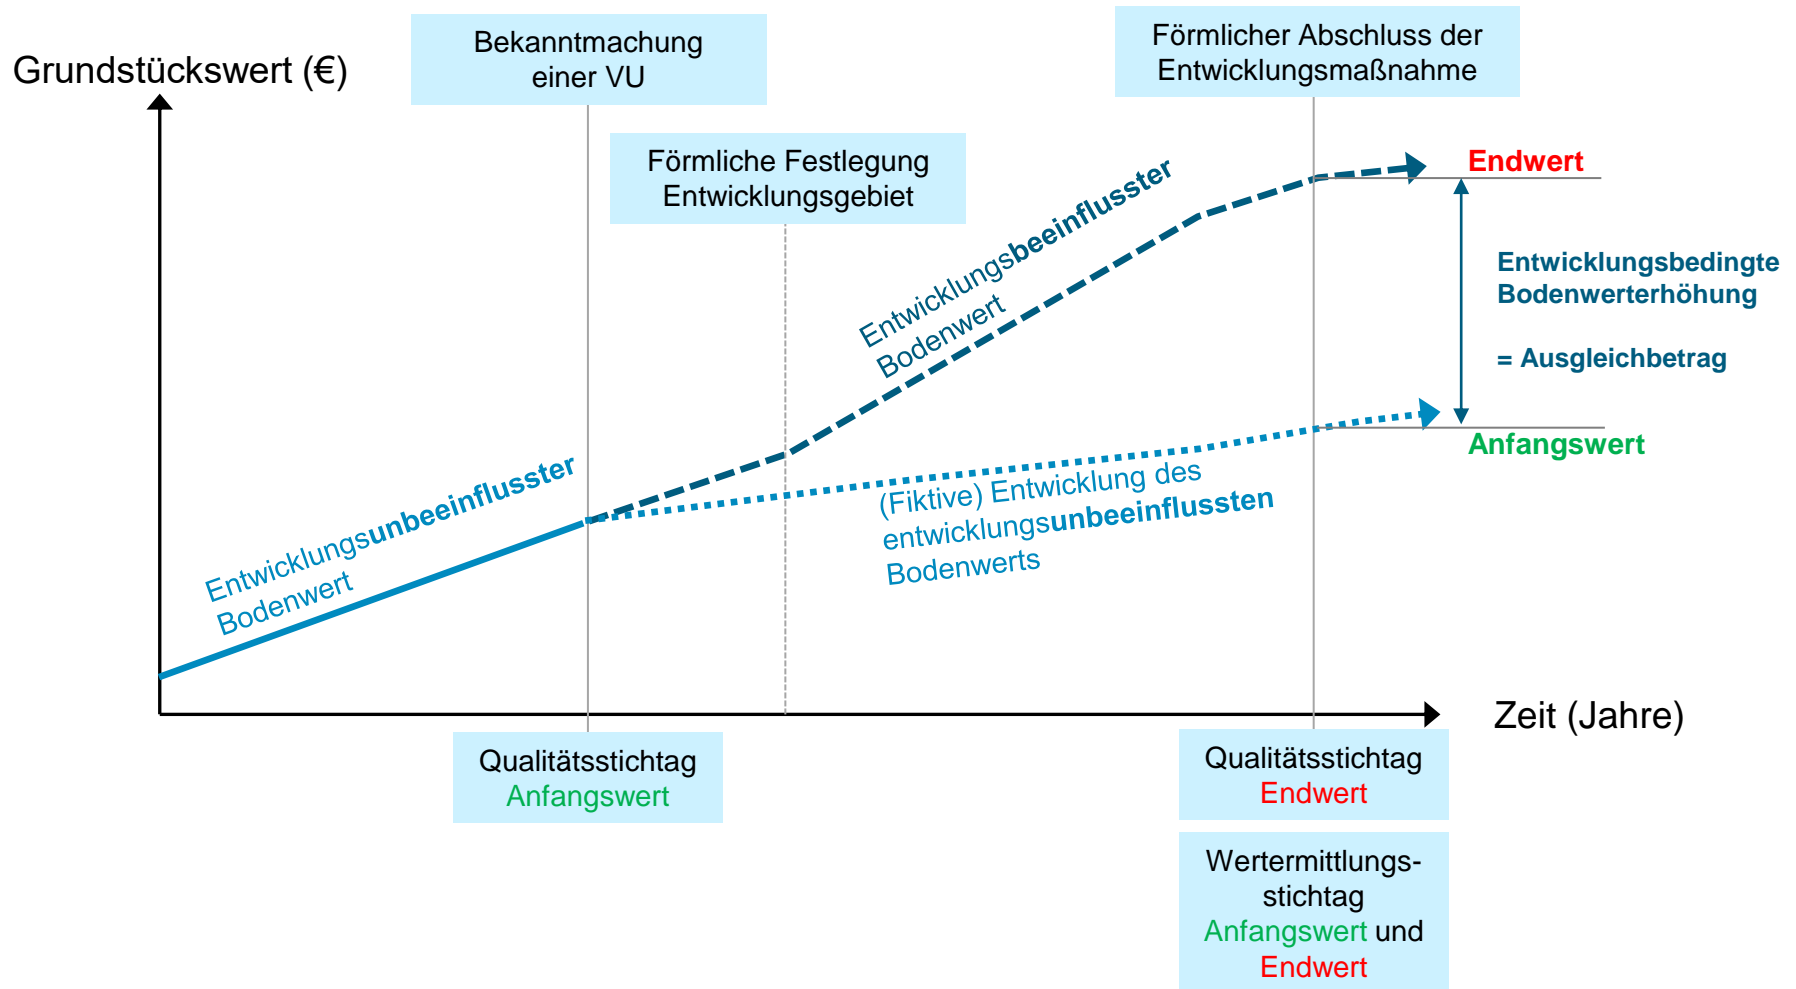 Bekanntmachung
einer VU
Förmlicher Abschluss der
Entwicklungsmaßnahme
Grundstückswert (€)
Förmliche Festlegung
Entwicklungsgebiet
Endwert
Entwicklungsbeeinflusster
Bodenwert
Entwicklungsbedingte
Bodenwerterhöhung
= Ausgleichbetrag
Anfangswert
Entwicklungsunbeeinflusster
Bodenwert
(Fiktive) Entwicklung des
entwicklungsunbeeinflussten
Bodenwerts
Zeit (Jahre)
Qualitätsstichtag
Anfangswert
Qualitätsstichtag
Endwert
Wertermittlungs-
stichtag
Anfangswert und
Endwert